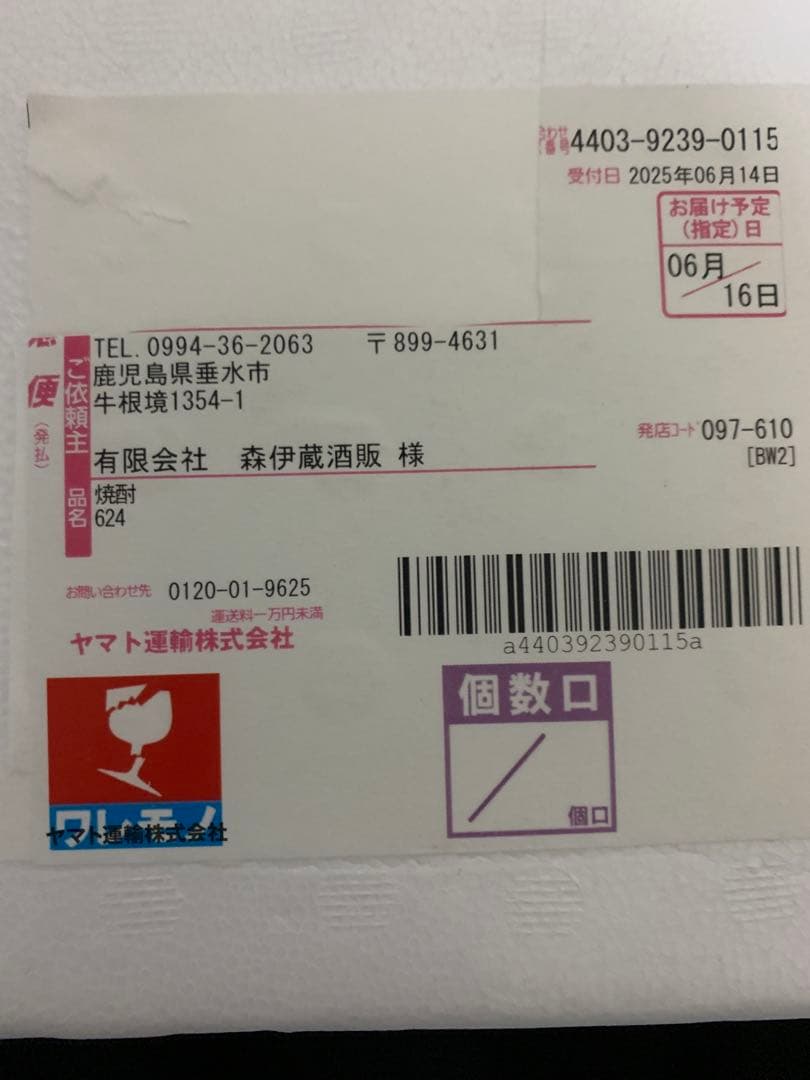 4403-9239-0115
受付日 2025年06月14日
お届け予定
(指定)日
06月
16日
TEL. 0994-36-2063 〒899-4631
鹿児島県垂水市
牛根境1354-1
ご依頼主
便
(発払)
発店コード 097-610
[BW2]
有限会社 森伊蔵酒販 様
品名
焼酎
624
お問い合わせ先 0120-01-9625
運送料一万円未満
ヤマト運輸株式会社
a440392390115a
個数口
個口
ワレモノ
ヤマト運輸株式会社